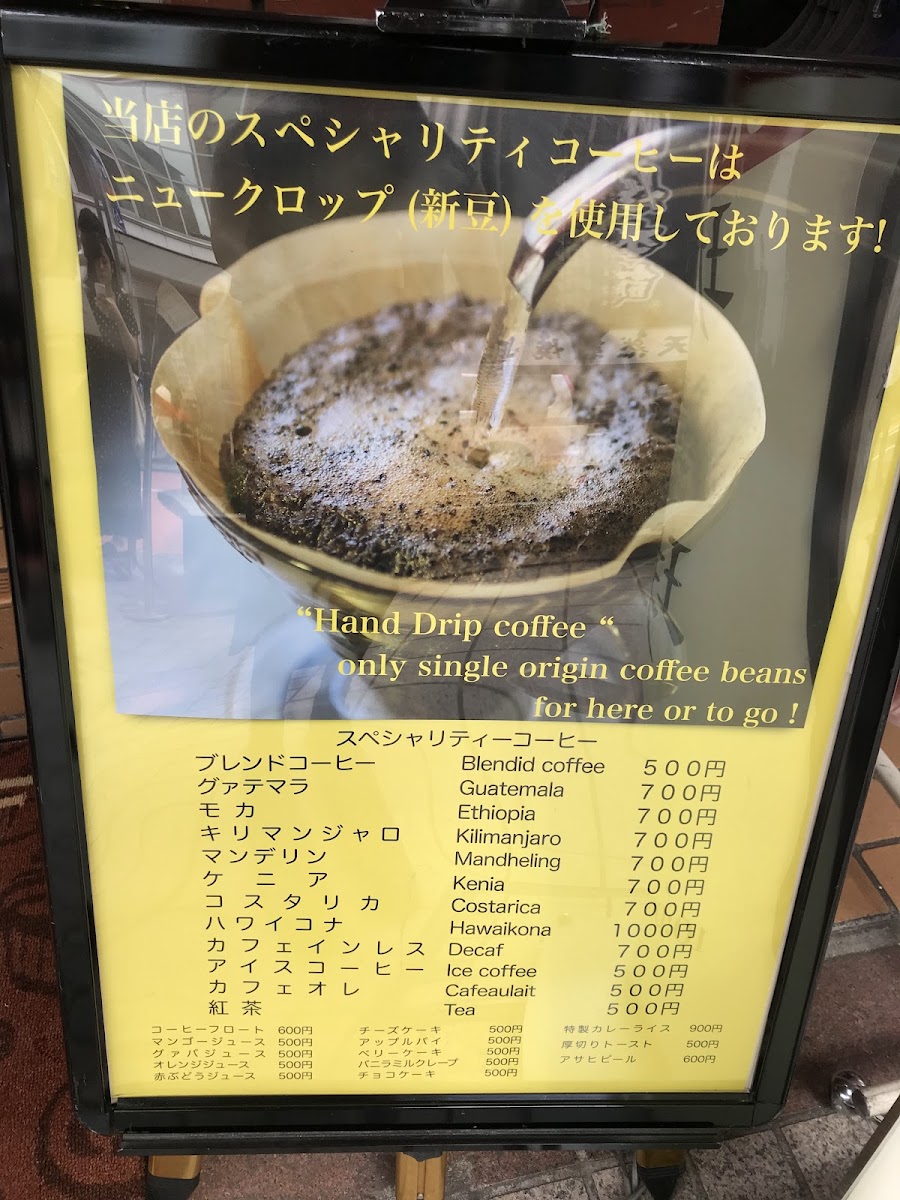 当店のスペシャリティコーヒーは
ニュークロップ (新豆) を使用しております!
“Hand Drip coffee “
only single origin coffee beans
for here or to go !
スペシャリティーコーヒー
ブレンドコーヒー Blendid coffee 500円
グァテマラ Guatemala 700円
モカ Ethiopia 700円
キリマンジャロ Kilimanjaro 700円
マンデリン Mandheling 700円
ケニア Kenia 700円
コスタリカ Costarica 700円
ハワイコナ Hawaikona 1000円
カフェインレス Decaf 700円
アイスコーヒー Ice coffee 500円
カフェオレ Cafeaulait 500円
紅茶 Tea 500円
コーヒーフロート 600円
マンゴージュース 500円
グァバジュース 500円
オレンジジュース 500円
赤ぶどうジュース 500円
チーズケーキ 500円
アップルパイ 500円
ベリーケーキ 500円
バニラミルクレープ 500円
チョコケーキ 500円
特製カレーライス 900円
厚切りトースト 500円
アサヒビール 600円